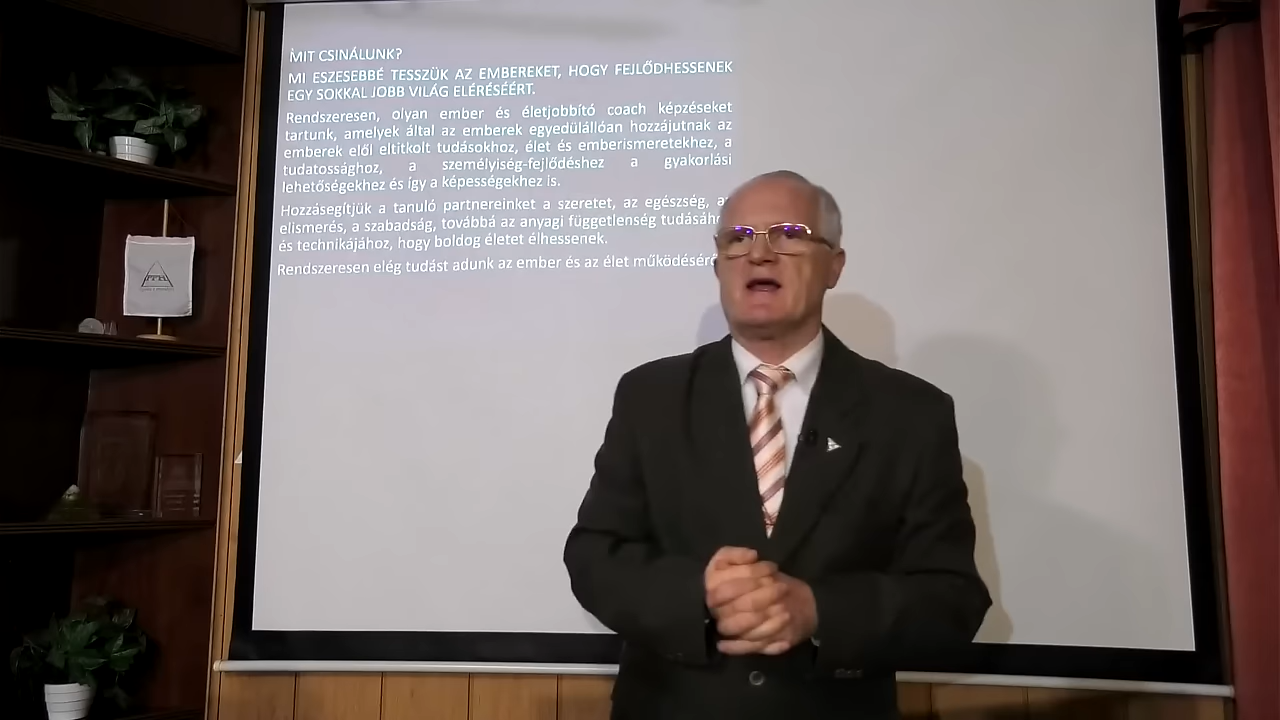 MIT CSINÁLUNK?
MI ESZESEBBÉ TESSZÜK AZ EMBEREKET, HOGY FEJLŐDHESSENEK
EGY SOKKAL JOBB VILÁG ELÉRÉSÉÉRT.
Rendszeresen, olyan ember és életjobbító coach képzéseket
tartunk, amelyek által az emberek egyedülállóan hozzájutnak az
emberek elől eltitkolt tudásokhoz, élet és emberismeretekhez, a
tudatossághoz, a személyiség-fejlődéshez a gyakorlási
lehetőségekhez és így a képességekhez is.
Hozzásegítjük a tanuló partnereinket a szeretet, az egészség,
elismerés, a szabadság, továbbá az anyagi függetlenség
és technikájához, hogy boldog életet élhessenek.
Rendszeresen elég tudást adunk az ember és az élet